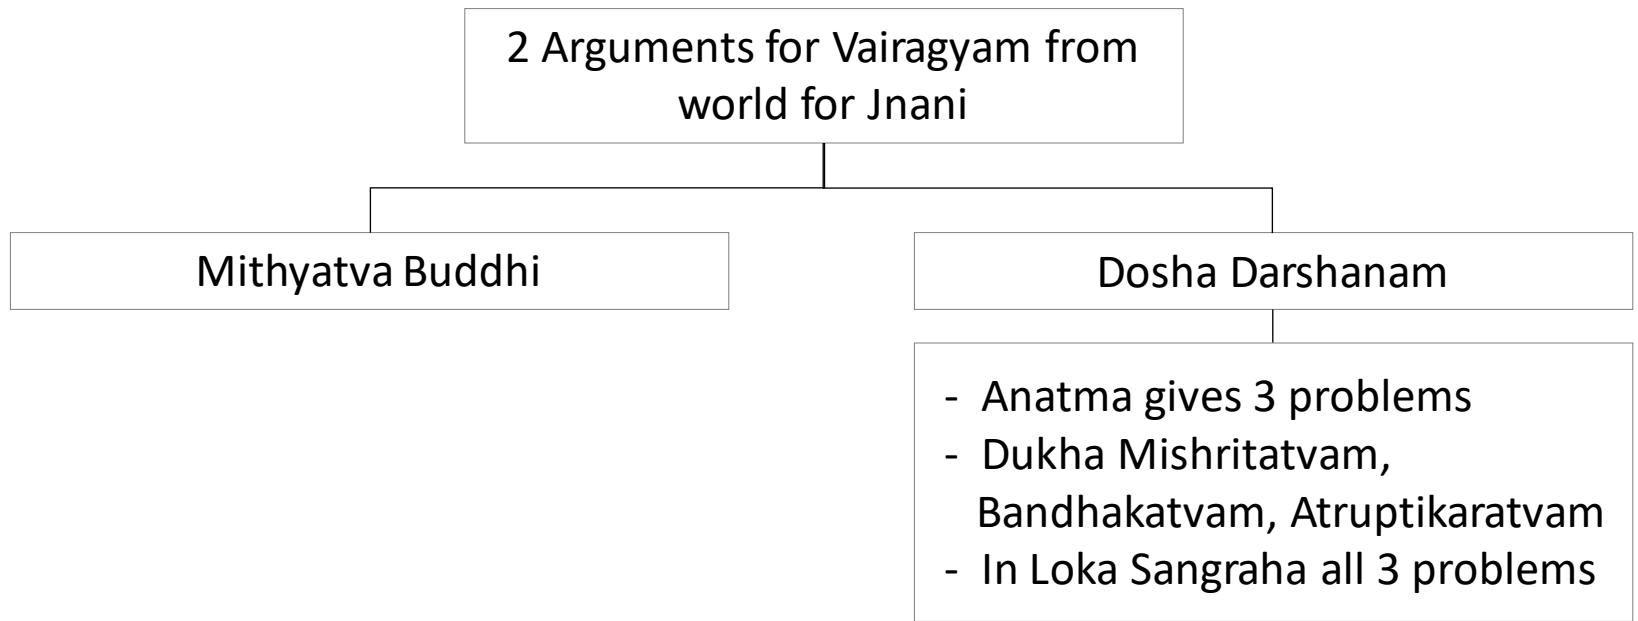 2 Arguments for Vairagyam from
world for Jnani
Mithyatva Buddhi
Dosha Darshanam
- Anatma gives 3 problems
- Dukha Mishritatvam,
Bandhakatvam, Atruptikaratvam
- In Loka Sangraha all 3 problems